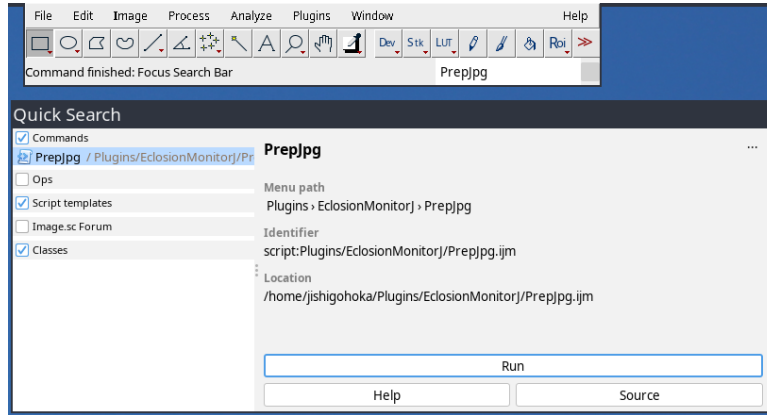 File Edit Image Process Analyze Plugins Window Help
Dev Stk LUT Roi >>
Command finished: Focus Search Bar PrepJpg
Quick Search
Commands
PrepJpg / Plugins/EclosionMonitorJ/Pr
Ops
Script templates
Image.sc Forum
Classes
PrepJpg ...
Menu path
Plugins › EclosionMonitorJ › PrepJpg
Identifier
script:Plugins/EclosionMonitorJ/PrepJpg.ijm
Location
/home/jishigohoka/Plugins/EclosionMonitorJ/PrepJpg.ijm
Run
Help Source